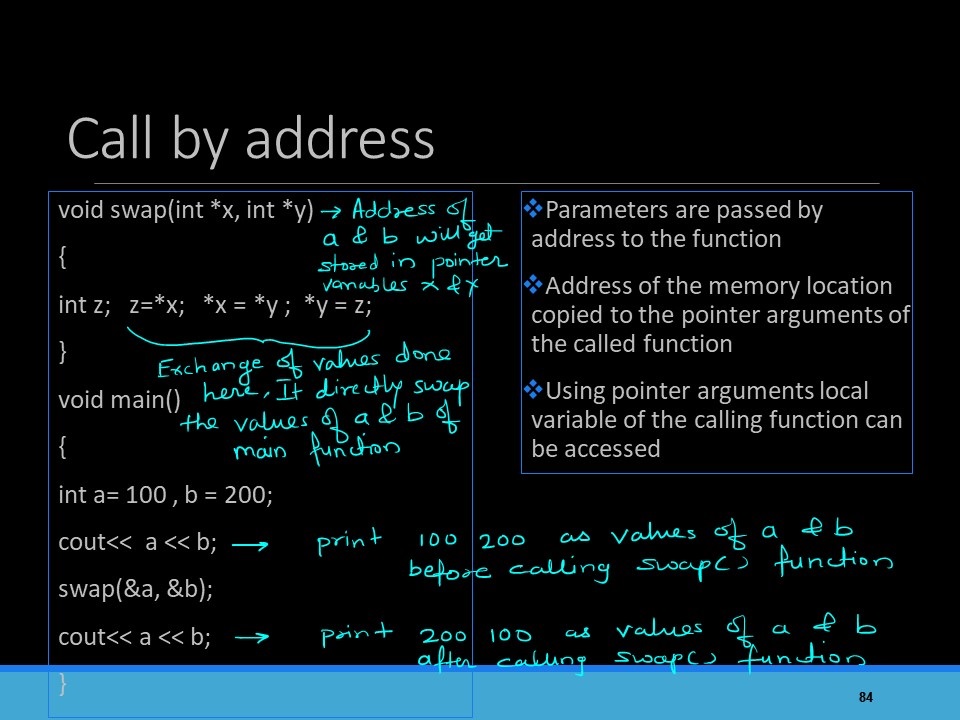 Call by address
void swap(int *x, int *y) → Address of
a & b will get
stored in pointer
variables x & y
{
int z;   z=*x;   *x = *y ;  *y = z;
}
Exchange of values done
here, It directly swap
the values of a & b of
main function
void main()
{
int a= 100 , b = 200;
cout<<  a << b; → print 100 200 as values of a & b
before calling swap() function
swap(&a, &b);
cout<< a << b; → print 200 100 as values of a & b
after calling swap() function
}
❖Parameters are passed by
address to the function
❖Address of the memory location
copied to the pointer arguments of
the called function
❖Using pointer arguments local
variable of the calling function can
be accessed
84